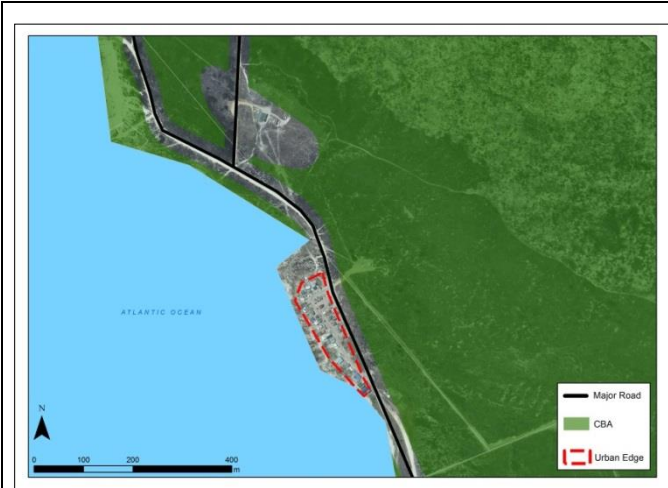 ATLANTIC OCEAN
N
0 100 200 400
m
Major Road
CBA
Urban Edge